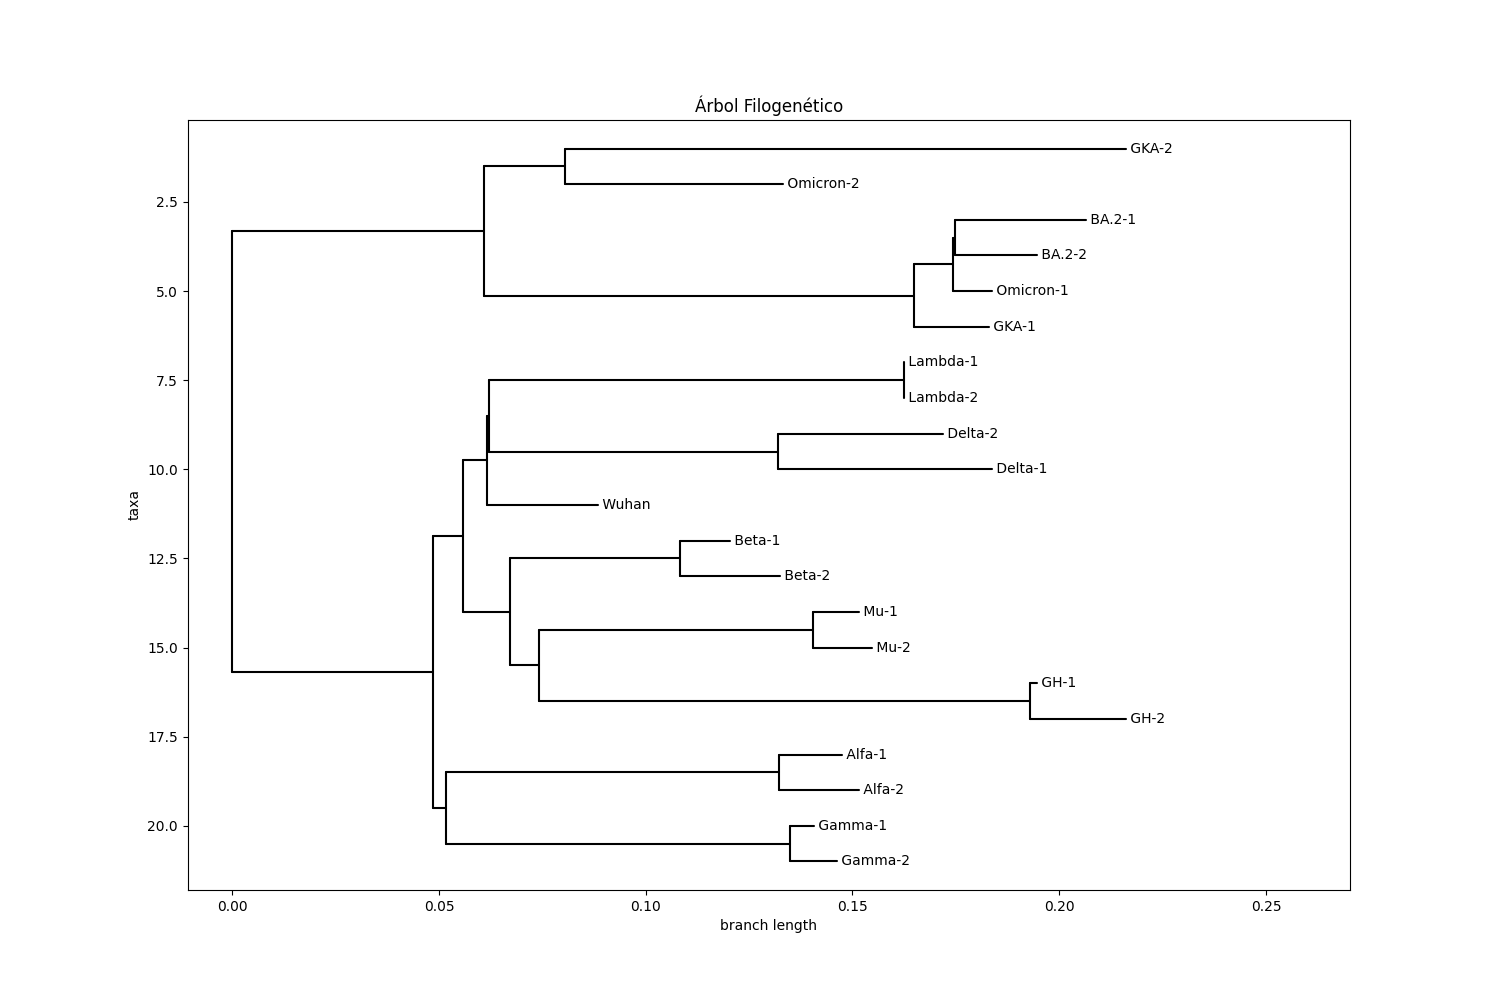 Árbol Filogenético
GKA-2
Omicron-2
2.5
BA.2-1
BA.2-2
5.0
Omicron-1
GKA-1
Lambda-1
7.5
Lambda-2
Delta-2
10.0
Delta-1
taxa
Wuhan
Beta-1
12.5
Beta-2
Mu-1
15.0
Mu-2
GH-1
GH-2
17.5
Alfa-1
Alfa-2
20.0
Gamma-1
Gamma-2
0.00 0.05 0.10 0.15 0.20 0.25
branch length